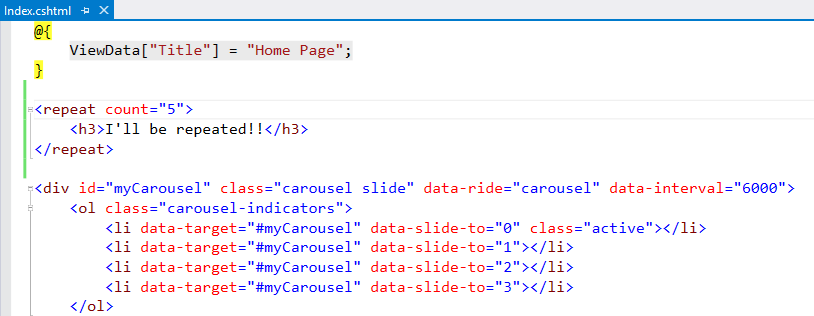 Index.cshtml
@{
    ViewData["Title"] = "Home Page";
}
<repeat count="5">
    <h3>I'll be repeated!!</h3>
</repeat>
<div id="myCarousel" class="carousel slide" data-ride="carousel" data-interval="6000">
    <ol class="carousel-indicators">
        <li data-target="#myCarousel" data-slide-to="0" class="active"></li>
        <li data-target="#myCarousel" data-slide-to="1"></li>
        <li data-target="#myCarousel" data-slide-to="2"></li>
        <li data-target="#myCarousel" data-slide-to="3"></li>
    </ol>